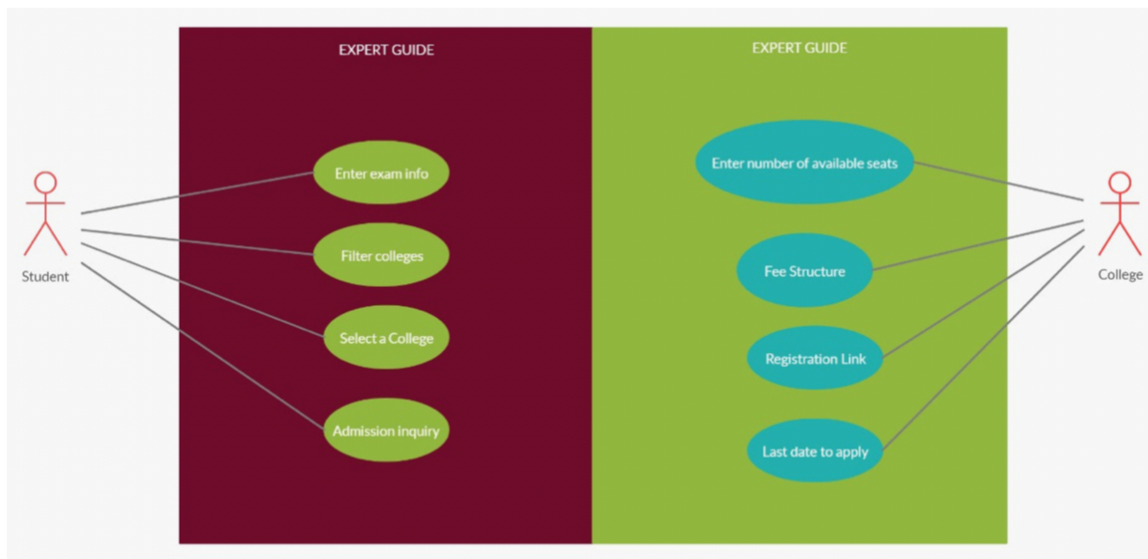 EXPERT GUIDE
EXPERT GUIDE
Enter exam info
Filter colleges
Select a College
Admission inquiry
Student
Enter number of available seats
Fee Structure
Registration Link
Last date to apply
College